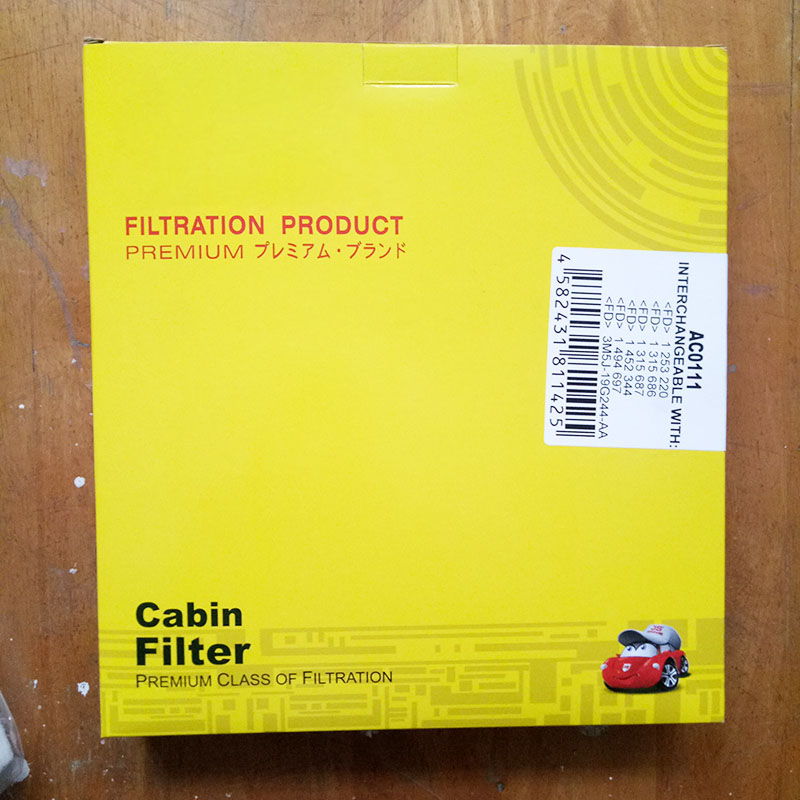 FILTRATION PRODUCT
PREMIUM プレミアム・ブランド
AC0111
INTERCHANGEABLE WITH:
<FD> 1 253 220
<FD> 1 315 686
<FD> 1 315 687
<FD> 1 452 344
<FD> 1 494 697
<FD> 3M5J-19G244-AA
4 582431 811425
Cabin
Filter
PREMIUM CLASS OF FILTRATION